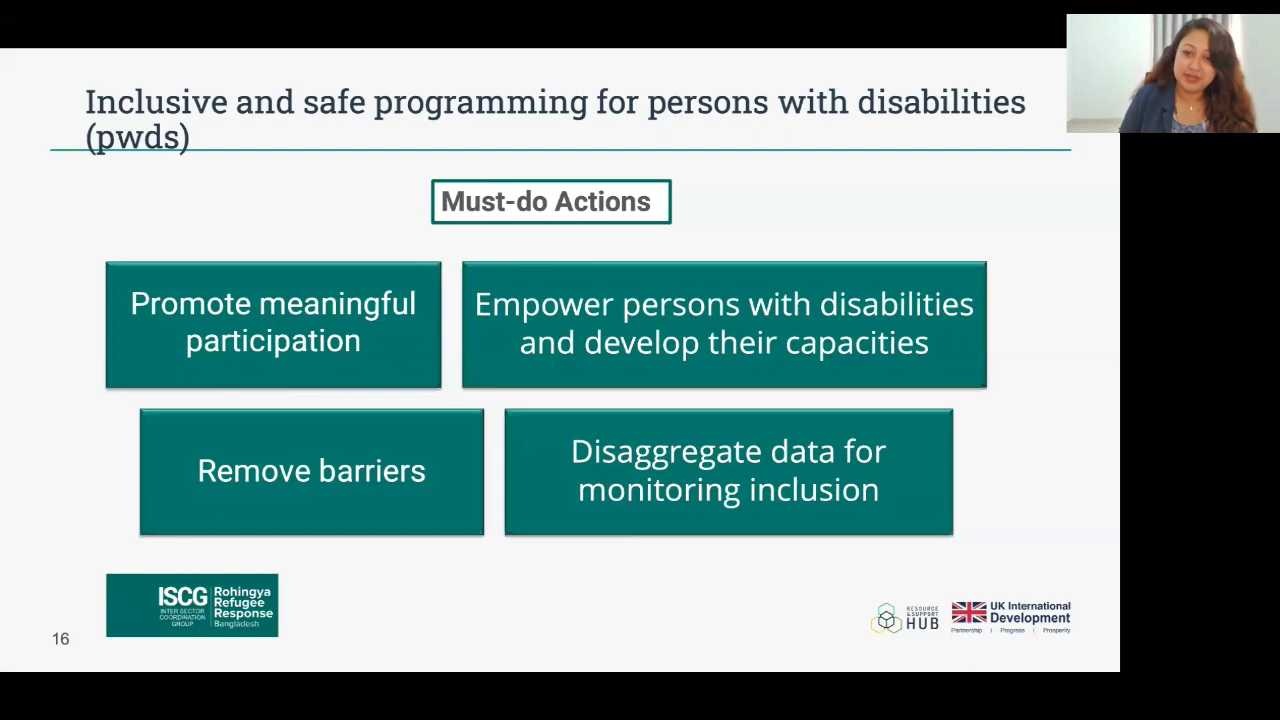 Inclusive and safe programming for persons with disabilities
(pwds)
Must-do Actions
Promote meaningful
participation
Empower persons with disabilities
and develop their capacities
Remove barriers
Disaggregate data for
monitoring inclusion
ISCG
INTER SECTOR
COORDINATION
GROUP
Rohingya
Refugee
Response
Bangladesh
RESOURCE
& SUPPORT
HUB
UK International
Development
Partnership | Progress | Prosperity
16